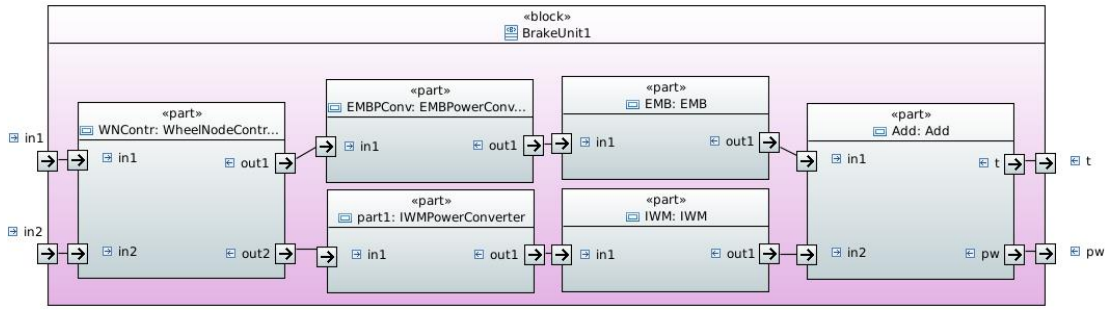 «block»
BrakeUnit1
«part»
WNContr: WheelNodeContr...
in1
out1
in2
out2
«part»
EMBPConv: EMBPowerConv...
in1
out1
«part»
EMB: EMB
in1
out1
«part»
part1: IWMPowerConverter
in1
out1
«part»
IWM: IWM
in1
out1
«part»
Add: Add
in1
t
in2
pw
in1
in2
t
pw